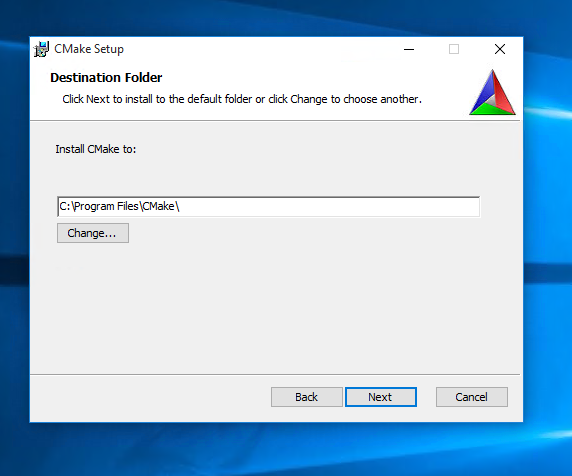 CMake Setup
Destination Folder
Click Next to install to the default folder or click Change to choose another.
Install CMake to:
C:\Program Files\CMake\
Change...
Back
Next
Cancel